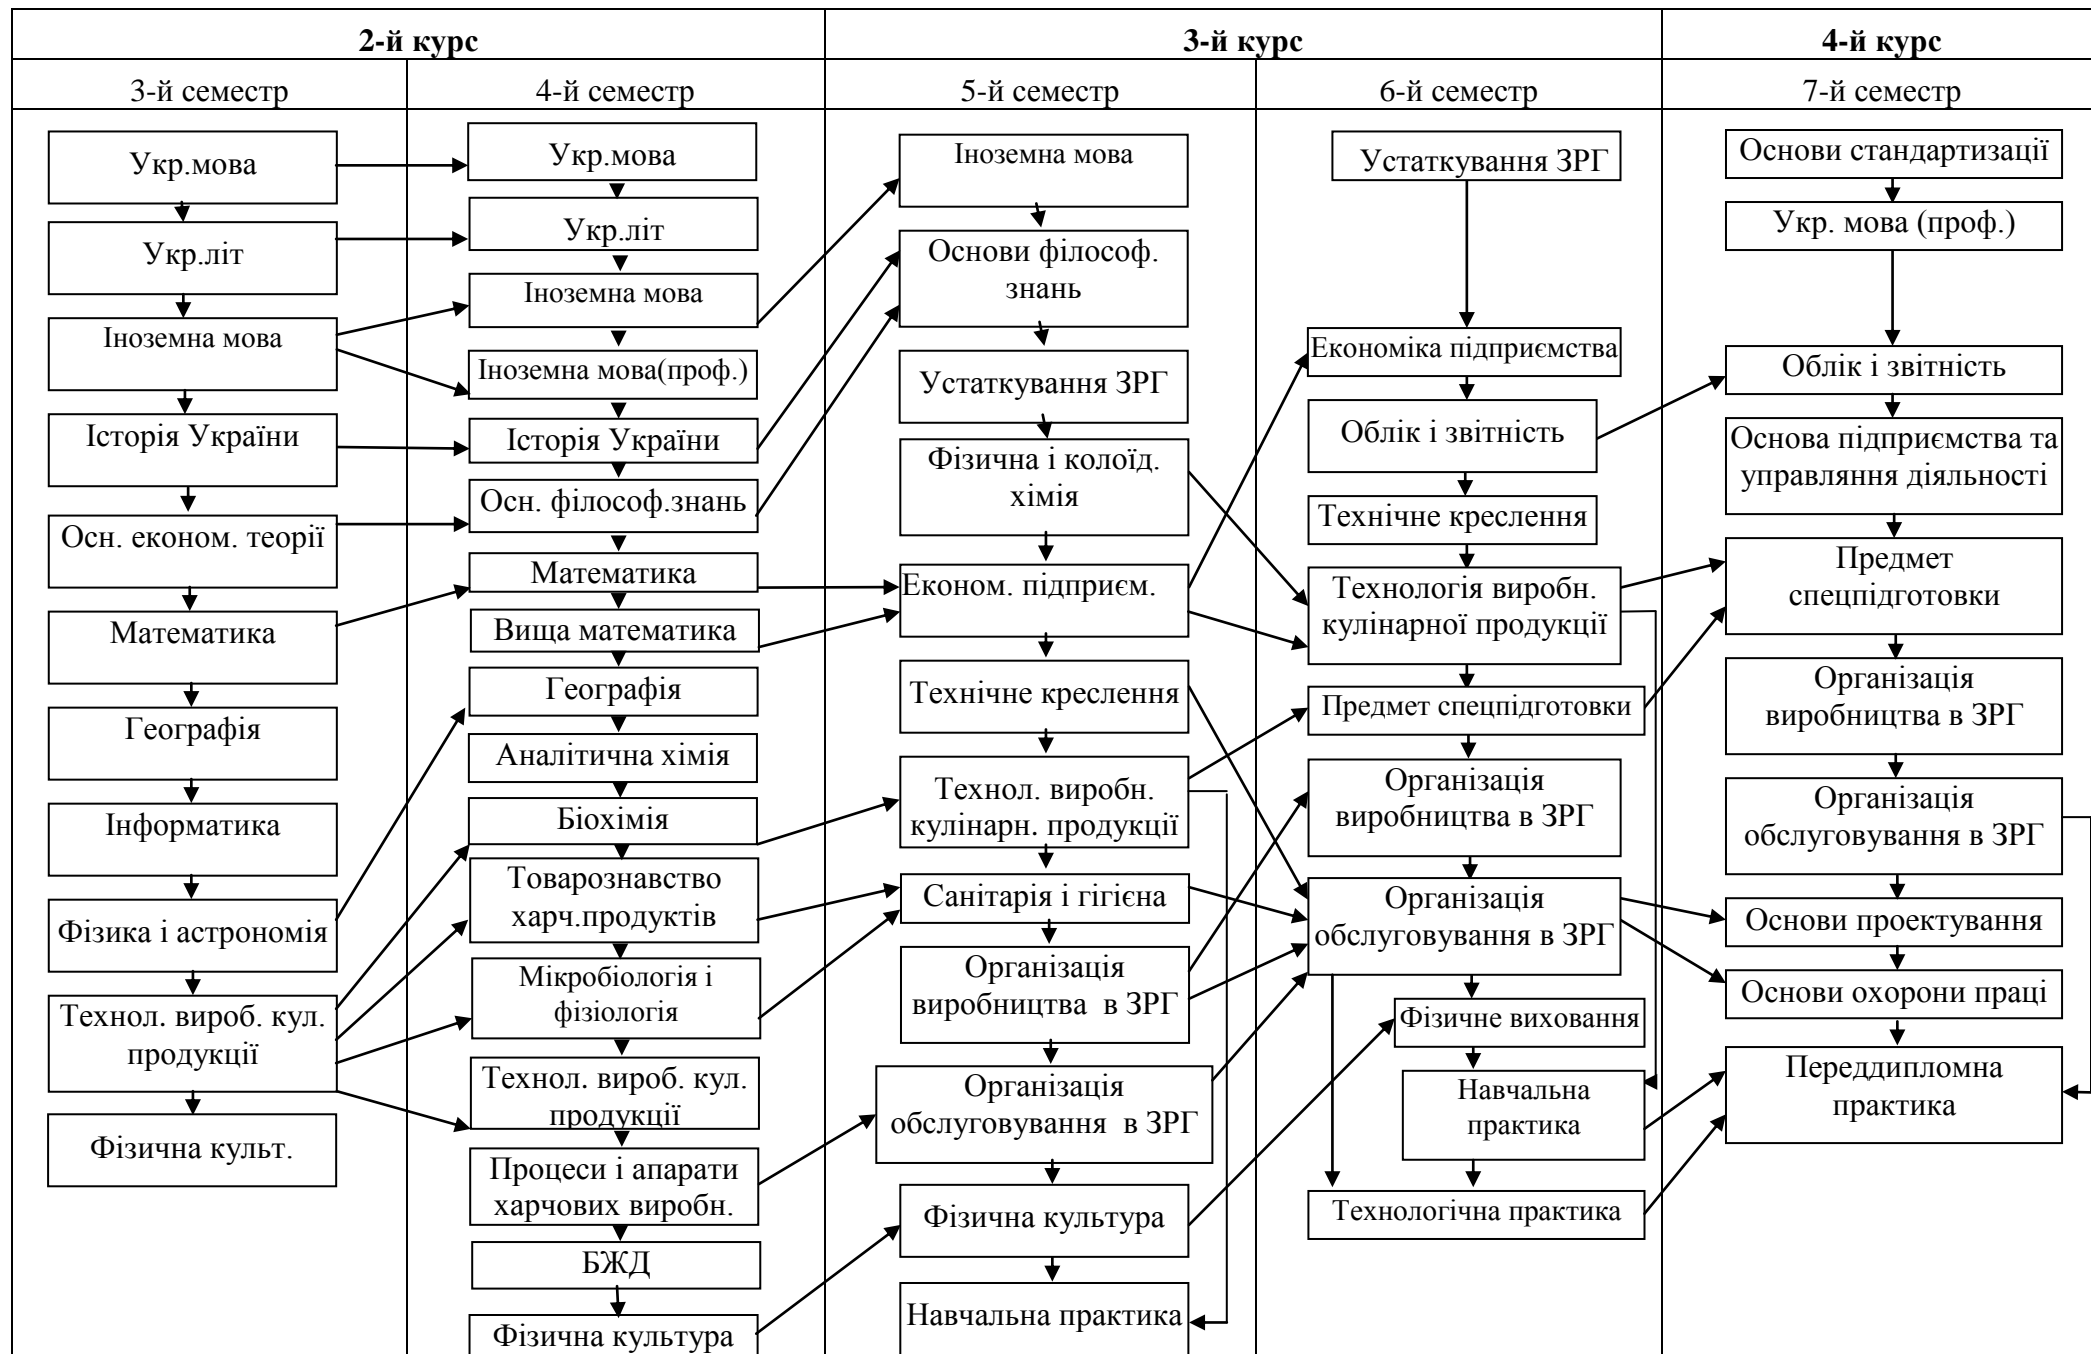 2-й курс
3-й курс
4-й курс
3-й семестр
4-й семестр
5-й семестр
6-й семестр
7-й семестр
Укр.мова
Укр.літ
Іноземна мова
Історія України
Осн. економ. теорії
Математика
Географія
Інформатика
Фізика і астрономія
Технол. вироб. кул.
продукції
Фізична культ.
Укр.мова
Укр.літ
Іноземна мова
Іноземна мова(проф.)
Історія України
Осн. філософ.знань
Математика
Вища математика
Географія
Аналітична хімія
Біохімія
Товарознавство
харч.продуктів
Мікробіологія і
фізіологія
Технол. вироб. кул.
продукції
Процеси і апарати
харчових виробн.
БЖД
Фізична культура
Іноземна мова
Основи філософ.
знань
Устаткування ЗРГ
Фізична і колоїд.
хімія
Економ. підприєм.
Технічне креслення
Технол. виробн.
кулінарн. продукції
Санітарія і гігієна
Організація
виробництва в ЗРГ
Організація
обслуговування в ЗРГ
Фізична культура
Навчальна практика
Устаткування ЗРГ
Економіка підприємства
Облік і звітність
Технічне креслення
Технологія виробн.
кулінарної продукції
Предмет спецпідготовки
Організація
виробництва в ЗРГ
Організація
обслуговування в ЗРГ
Фізичне виховання
Навчальна
практика
Технологічна практика
Основи стандартизації
Укр. мова (проф.)
Облік і звітність
Основа підприємства та
управляння діяльності
Предмет
спецпідготовки
Організація
виробництва в ЗРГ
Організація
обслуговування в ЗРГ
Основи проектування
Основи охорони праці
Переддипломна
практика